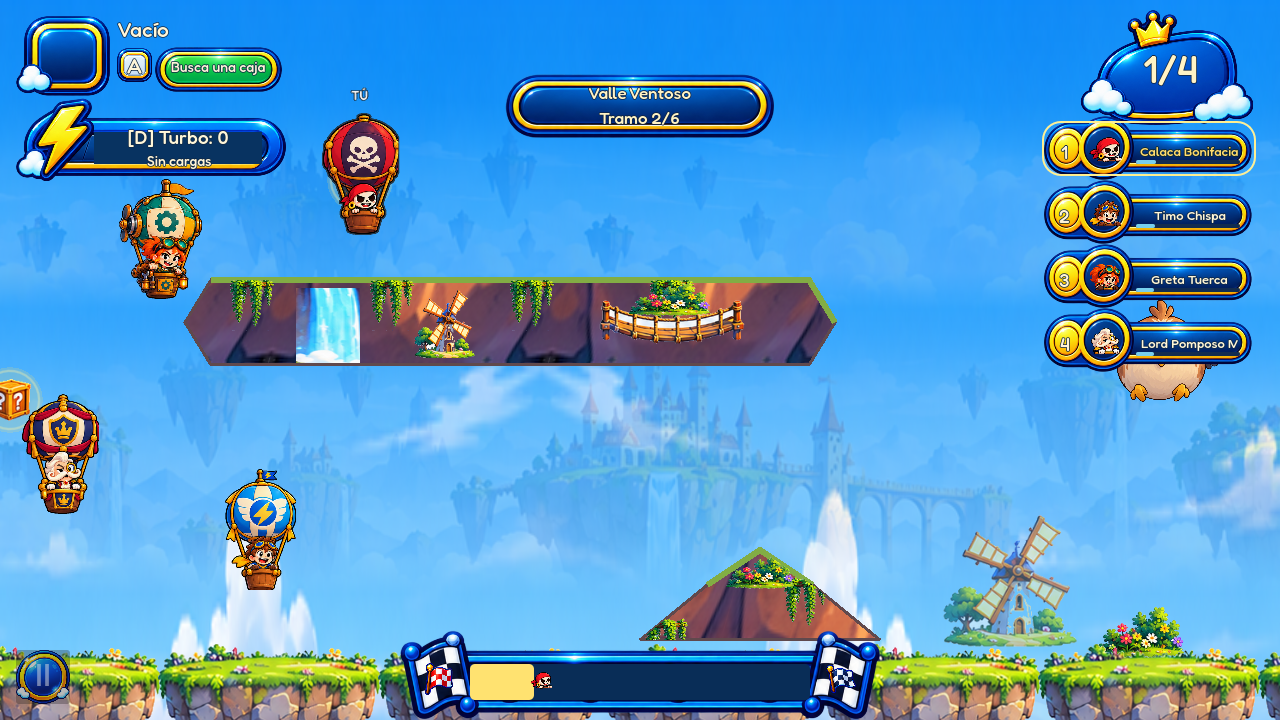 Vacío
A
Busca una caja
[D] Turbo: 0
Sin cargas
TÚ
Valle Ventoso
Tramo 2/6
1/4
1 Calaca Bonifacia
2 Timo Chispa
3 Greta Tuerca
4 Lord Pomposo IV
? ?